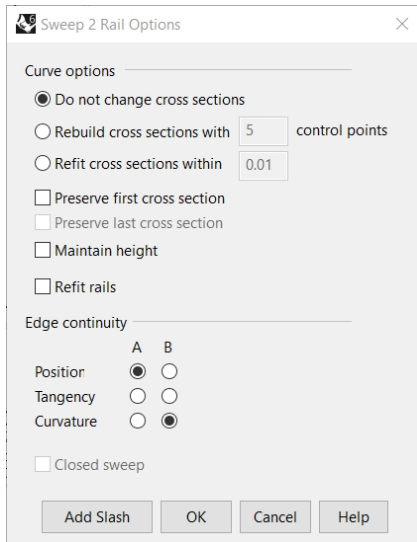 6
Sweep 2 Rail Options
Curve options
Do not change cross sections
Rebuild cross sections with 5 control points
Refit cross sections within 0.01
Preserve first cross section
Preserve last cross section
Maintain height
Refit rails
Edge continuity
A B
Position
Tangency
Curvature
Closed sweep
Add Slash OK Cancel Help